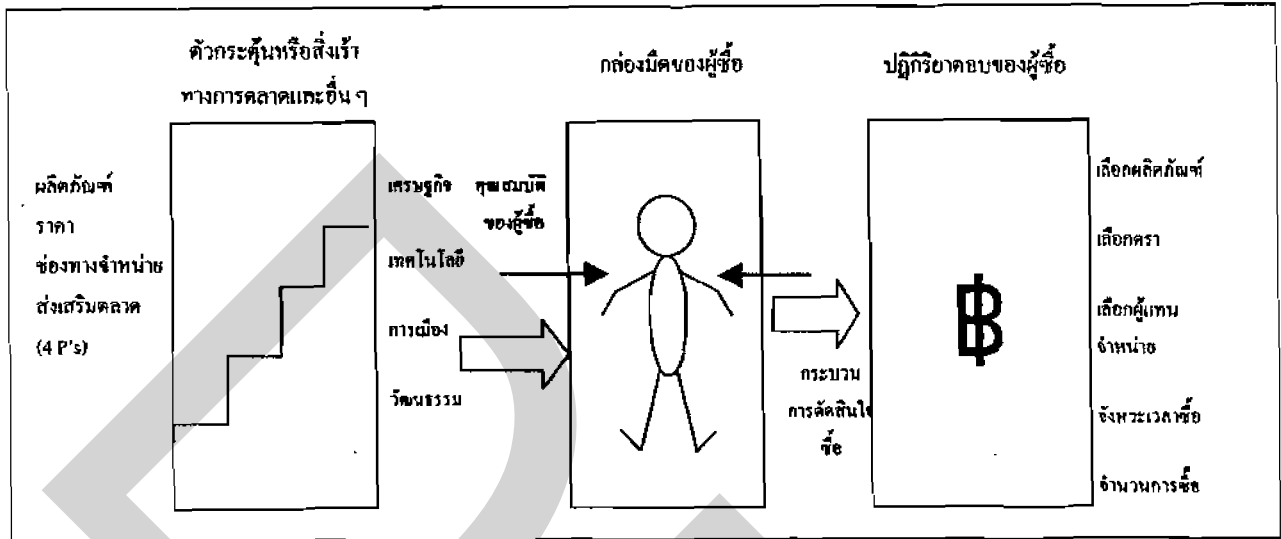 ตัวกระตุ้นหรือสิ่งเร้า
ทางการตลาดและอื่น ๆ
กล่องมืดของผู้ซื้อ
ปฏิกิริยาตอบของผู้ซื้อ
ผลิตภัณฑ์
ราคา
ช่องทางจำหน่าย
ส่งเสริมตลาด
(4 P's)
เศรษฐกิจ
เทคโนโลยี
การเมือง
วัฒนธรรม
คุณสมบัติ
ของผู้ซื้อ
กระบวน
การตัดสินใจ
ซื้อ
฿
เลือกผลิตภัณฑ์
เลือกตรา
เลือกผู้แทน
จำหน่าย
จังหวะเวลาซื้อ
จำนวนการซื้อ